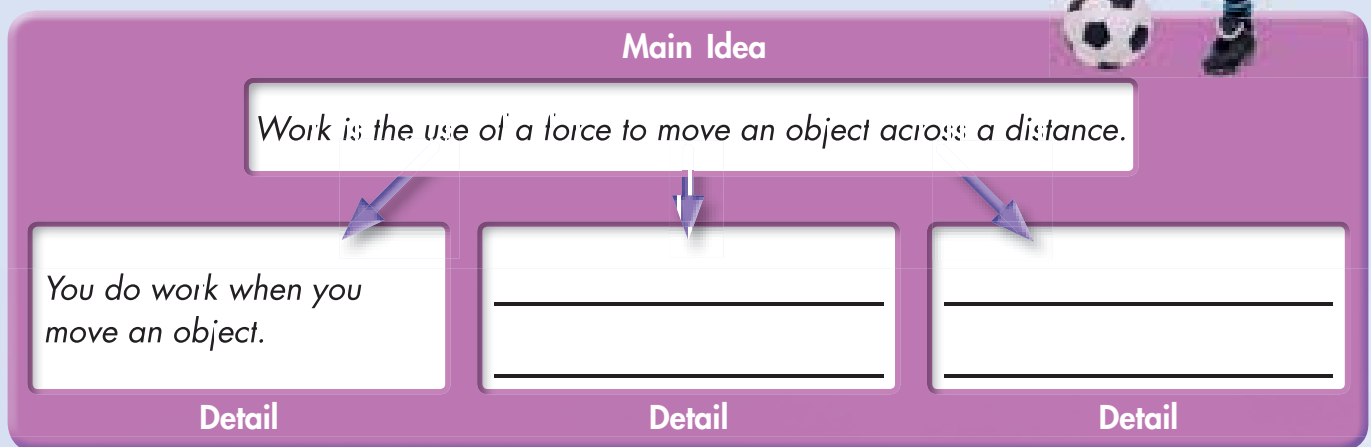 Main Idea
Work is the use of a force to move an object across a distance.
You do work when you
move an object.
Detail
Detail
Detail